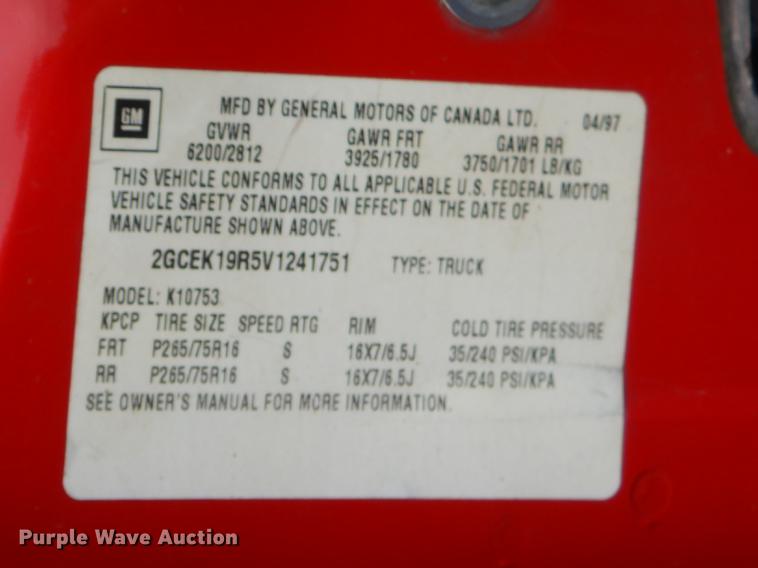 GM
MFD BY GENERAL MOTORS OF CANADA LTD. 04/97
GVWR GAWR FRT GAWR RR
6200/2812 3925/1780 3750/1701 LB/KG
THIS VEHICLE CONFORMS TO ALL APPLICABLE U.S. FEDERAL MOTOR
VEHICLE SAFETY STANDARDS IN EFFECT ON THE DATE OF
MANUFACTURE SHOWN ABOVE.
2GCEK19R5V1241751 TYPE: TRUCK
MODEL: K10753
KPCP TIRE SIZE SPEED RTG RIM COLD TIRE PRESSURE
FRT P265/75R16 S 16X7/6.5J 35/240 PSI/KPA
RR P265/75R16 S 16X7/6.5J 35/240 PSI/KPA
SEE OWNER'S MANUAL FOR MORE INFORMATION.
Purple Wave Auction